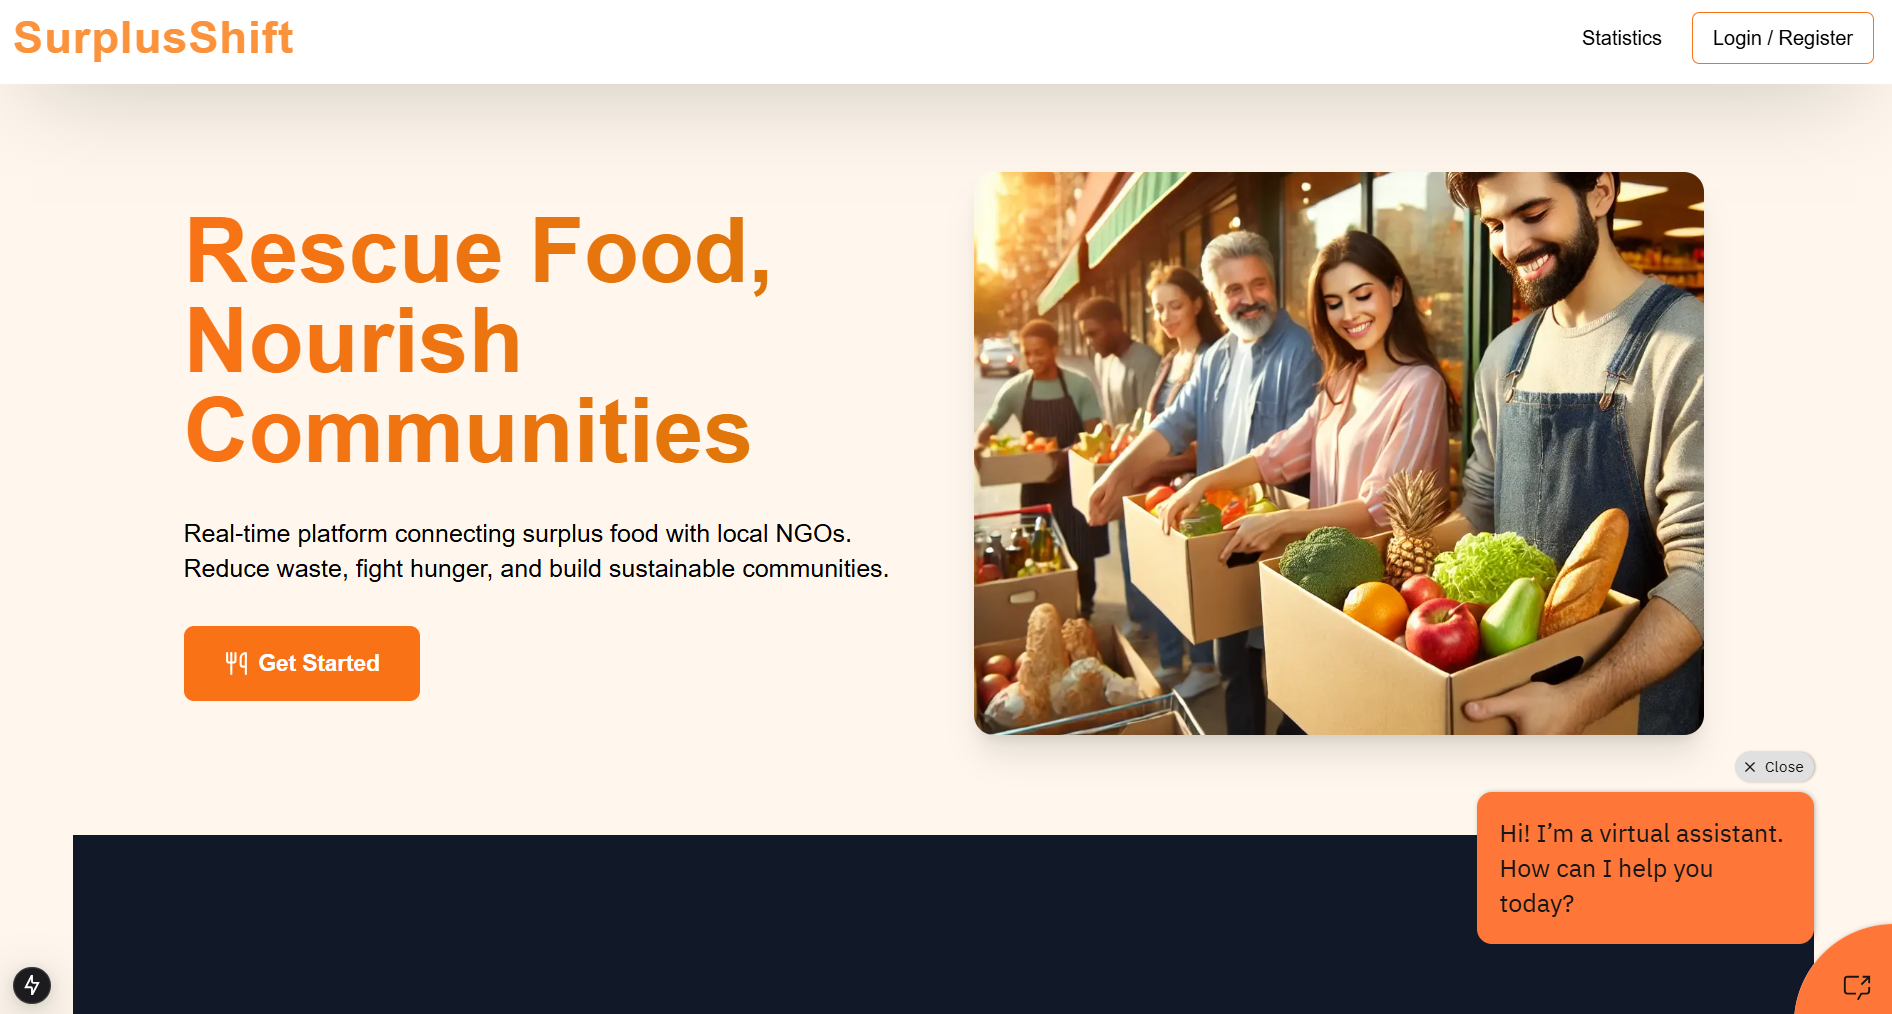 SurplusShift
Statistics
Login / Register
Rescue Food,
Nourish
Communities
Real-time platform connecting surplus food with local NGOs.
Reduce waste, fight hunger, and build sustainable communities.
Get Started
Close
Hi! I’m a virtual assistant.
How can I help you
today?